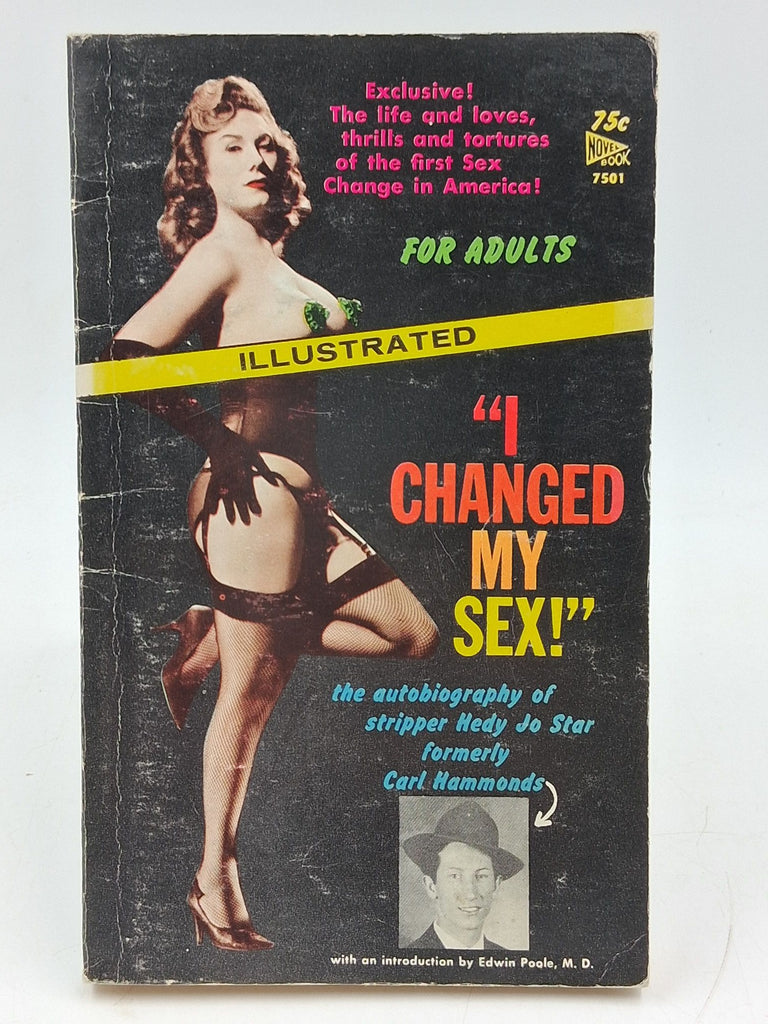 Exclusive!
The life and loves,
thrills and tortures
of the first Sex
Change in America!
75c
NOVEL
BOOK
7501
FOR ADULTS
ILLUSTRATED
"I
CHANGED
MY
SEX!"
the autobiography of
stripper Hedy Jo Star
formerly
Carl Hammonds
with an introduction by Edwin Poole, M. D.